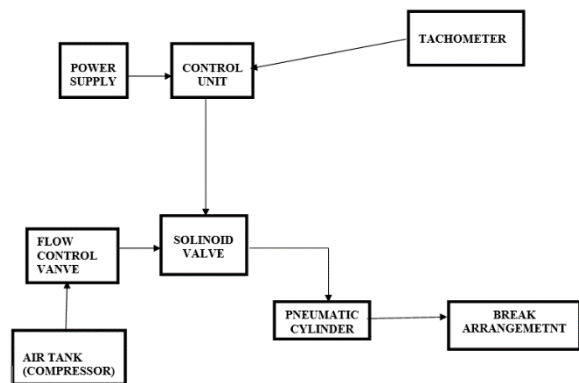 TACHOMETER
POWER
SUPPLY
CONTROL
UNIT
FLOW
CONTROL
VANVE
SOLINOID
VALVE
PNEUMATIC
CYLINDER
BREAK
ARRANGEMETNT
AIR TANK
(COMPRESSOR)